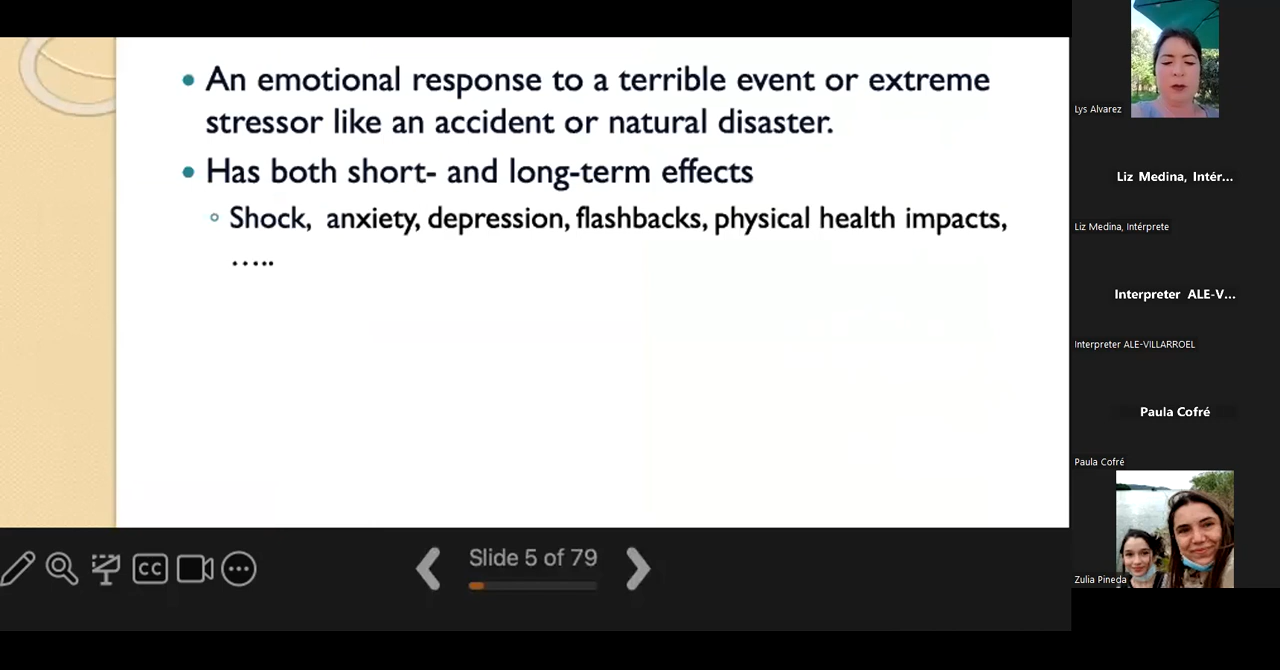 • An emotional response to a terrible event or extreme
stressor like an accident or natural disaster.
• Has both short- and long-term effects
◦ Shock,  anxiety, depression, flashbacks, physical health impacts,
…..
CC
Slide 5 of 79
Lys Alvarez
Liz Medina, Intér...
Liz Medina, Intérprete
Interpreter ALE-V...
Interpreter ALE-VILLARROEL
Paula Cofré
Paula Cofré
Zulia Pineda